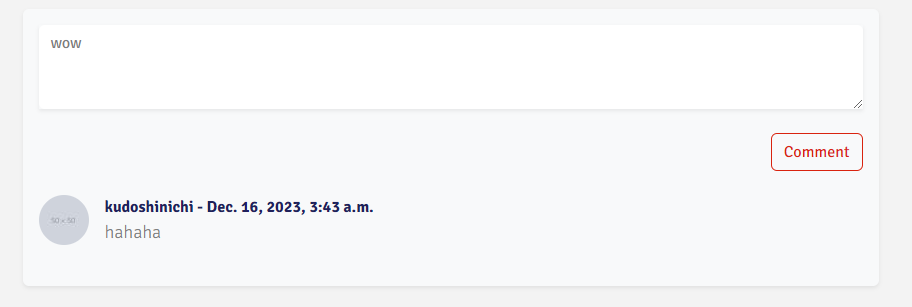 wow
Comment
50 x 50
kudoshinichi - Dec. 16, 2023, 3:43 a.m.
hahaha